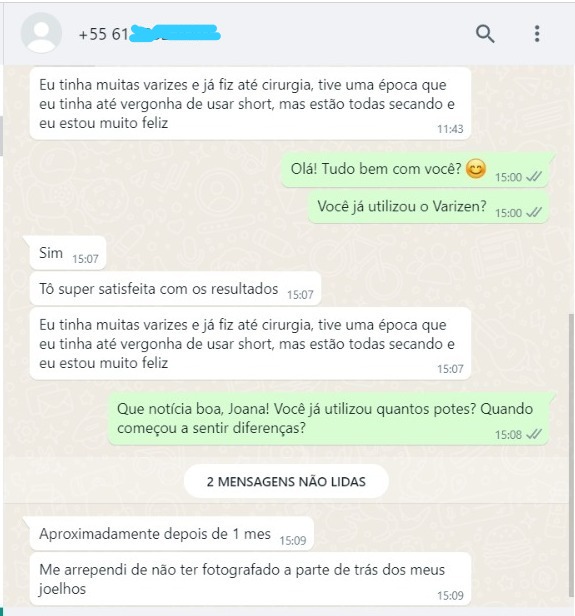 +55 61
Eu tinha muitas varizes e já fiz até cirurgia, tive uma época que
eu tinha até vergonha de usar short, mas estão todas secando e
eu estou muito feliz
11:43
Olá! Tudo bem com você? 😊
15:00
Você já utilizou o Varizen?
15:00
Sim
15:07
Tô super satisfeita com os resultados
15:07
Eu tinha muitas varizes e já fiz até cirurgia, tive uma época que
eu tinha até vergonha de usar short, mas estão todas secando e
eu estou muito feliz
15:07
Que notícia boa, Joana! Você já utilizou quantos potes? Quando
começou a sentir diferenças?
15:08
2 MENSAGENS NÃO LIDAS
Aproximadamente depois de 1 mes
15:09
Me arrependi de não ter fotografado a parte de trás dos meus
joelhos
15:09